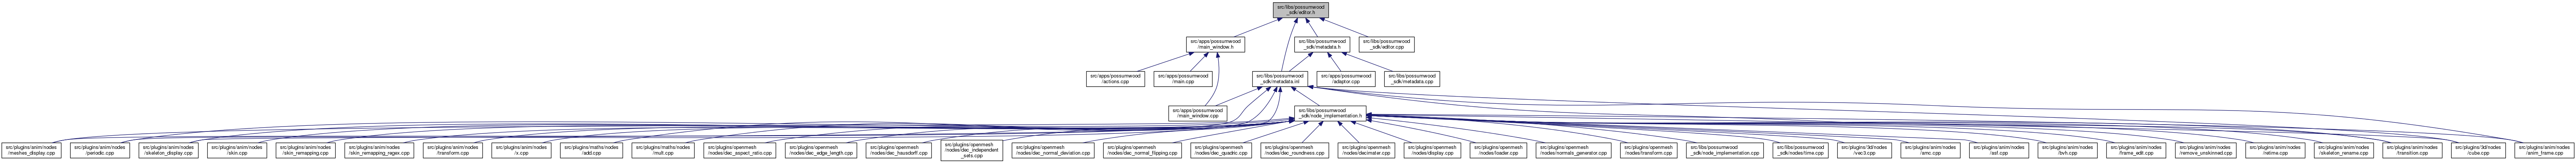 src/libs/possumwood
_sdk/editor.h
src/apps/possumwood
/main_window.h
src/libs/possumwood
_sdk/metadata.h
src/libs/possumwood
_sdk/editor.cpp
src/apps/possumwood
/actions.cpp
src/apps/possumwood
/main.cpp
src/libs/possumwood
_sdk/metadata.inl
src/apps/possumwood
/adaptor.cpp
src/libs/possumwood
_sdk/metadata.cpp
src/apps/possumwood
/main_window.cpp
src/libs/possumwood
_sdk/node_implementation.h
src/plugins/anim/nodes
/meshes_display.cpp
src/plugins/anim/nodes
/periodic.cpp
src/plugins/anim/nodes
/skeleton_display.cpp
src/plugins/anim/nodes
/skin.cpp
src/plugins/anim/nodes
/skin_remapping.cpp
src/plugins/anim/nodes
/skin_remapping_regex.cpp
src/plugins/anim/nodes
/transform.cpp
src/plugins/anim/nodes
/x.cpp
src/plugins/maths/nodes
/add.cpp
src/plugins/maths/nodes
/mult.cpp
src/plugins/openmesh
/nodes/dec_aspect_ratio.cpp
src/plugins/openmesh
/nodes/dec_edge_length.cpp
src/plugins/openmesh
/nodes/dec_hausdorff.cpp
src/plugins/openmesh
/nodes/dec_independent
_sets.cpp
src/plugins/openmesh
/nodes/dec_normal_deviation.cpp
src/plugins/openmesh
/nodes/dec_normal_flipping.cpp
src/plugins/openmesh
/nodes/dec_quadric.cpp
src/plugins/openmesh
/nodes/dec_roundness.cpp
src/plugins/openmesh
/nodes/decimater.cpp
src/plugins/openmesh
/nodes/display.cpp
src/plugins/openmesh
/nodes/loader.cpp
src/plugins/openmesh
/nodes/normals_generator.cpp
src/plugins/openmesh
/nodes/transform.cpp
src/libs/possumwood
_sdk/node_implementation.cpp
src/libs/possumwood
_sdk/nodes/time.cpp
src/plugins/3d/nodes
/vec3.cpp
src/plugins/anim/nodes
/amc.cpp
src/plugins/anim/nodes
/asf.cpp
src/plugins/anim/nodes
/bvh.cpp
src/plugins/anim/nodes
/frame_edit.cpp
src/plugins/anim/nodes
/remove_unskinned.cpp
src/plugins/anim/nodes
/retime.cpp
src/plugins/anim/nodes
/skeleton_rename.cpp
src/plugins/anim/nodes
/transition.cpp
src/plugins/3d/nodes
/cube.cpp
src/plugins/anim/nodes
/anim_frame.cpp